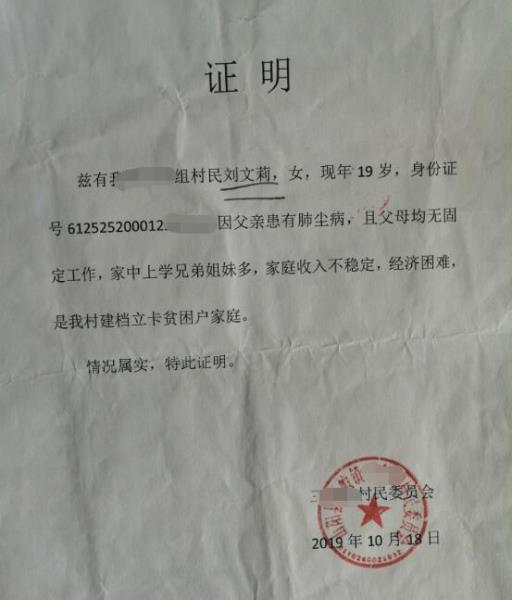 证 明
兹有我 组村民刘文莉，女，现年 19 岁，身份证
号 612525200012 因父亲患有肺尘病，且父母均无固
定工作，家中上学兄弟姐妹多，家庭收入不稳定，经济困难，
是我村建档立卡贫困户家庭。
情况属实，特此证明。
村民委员会
2019 年 10 月 18 日